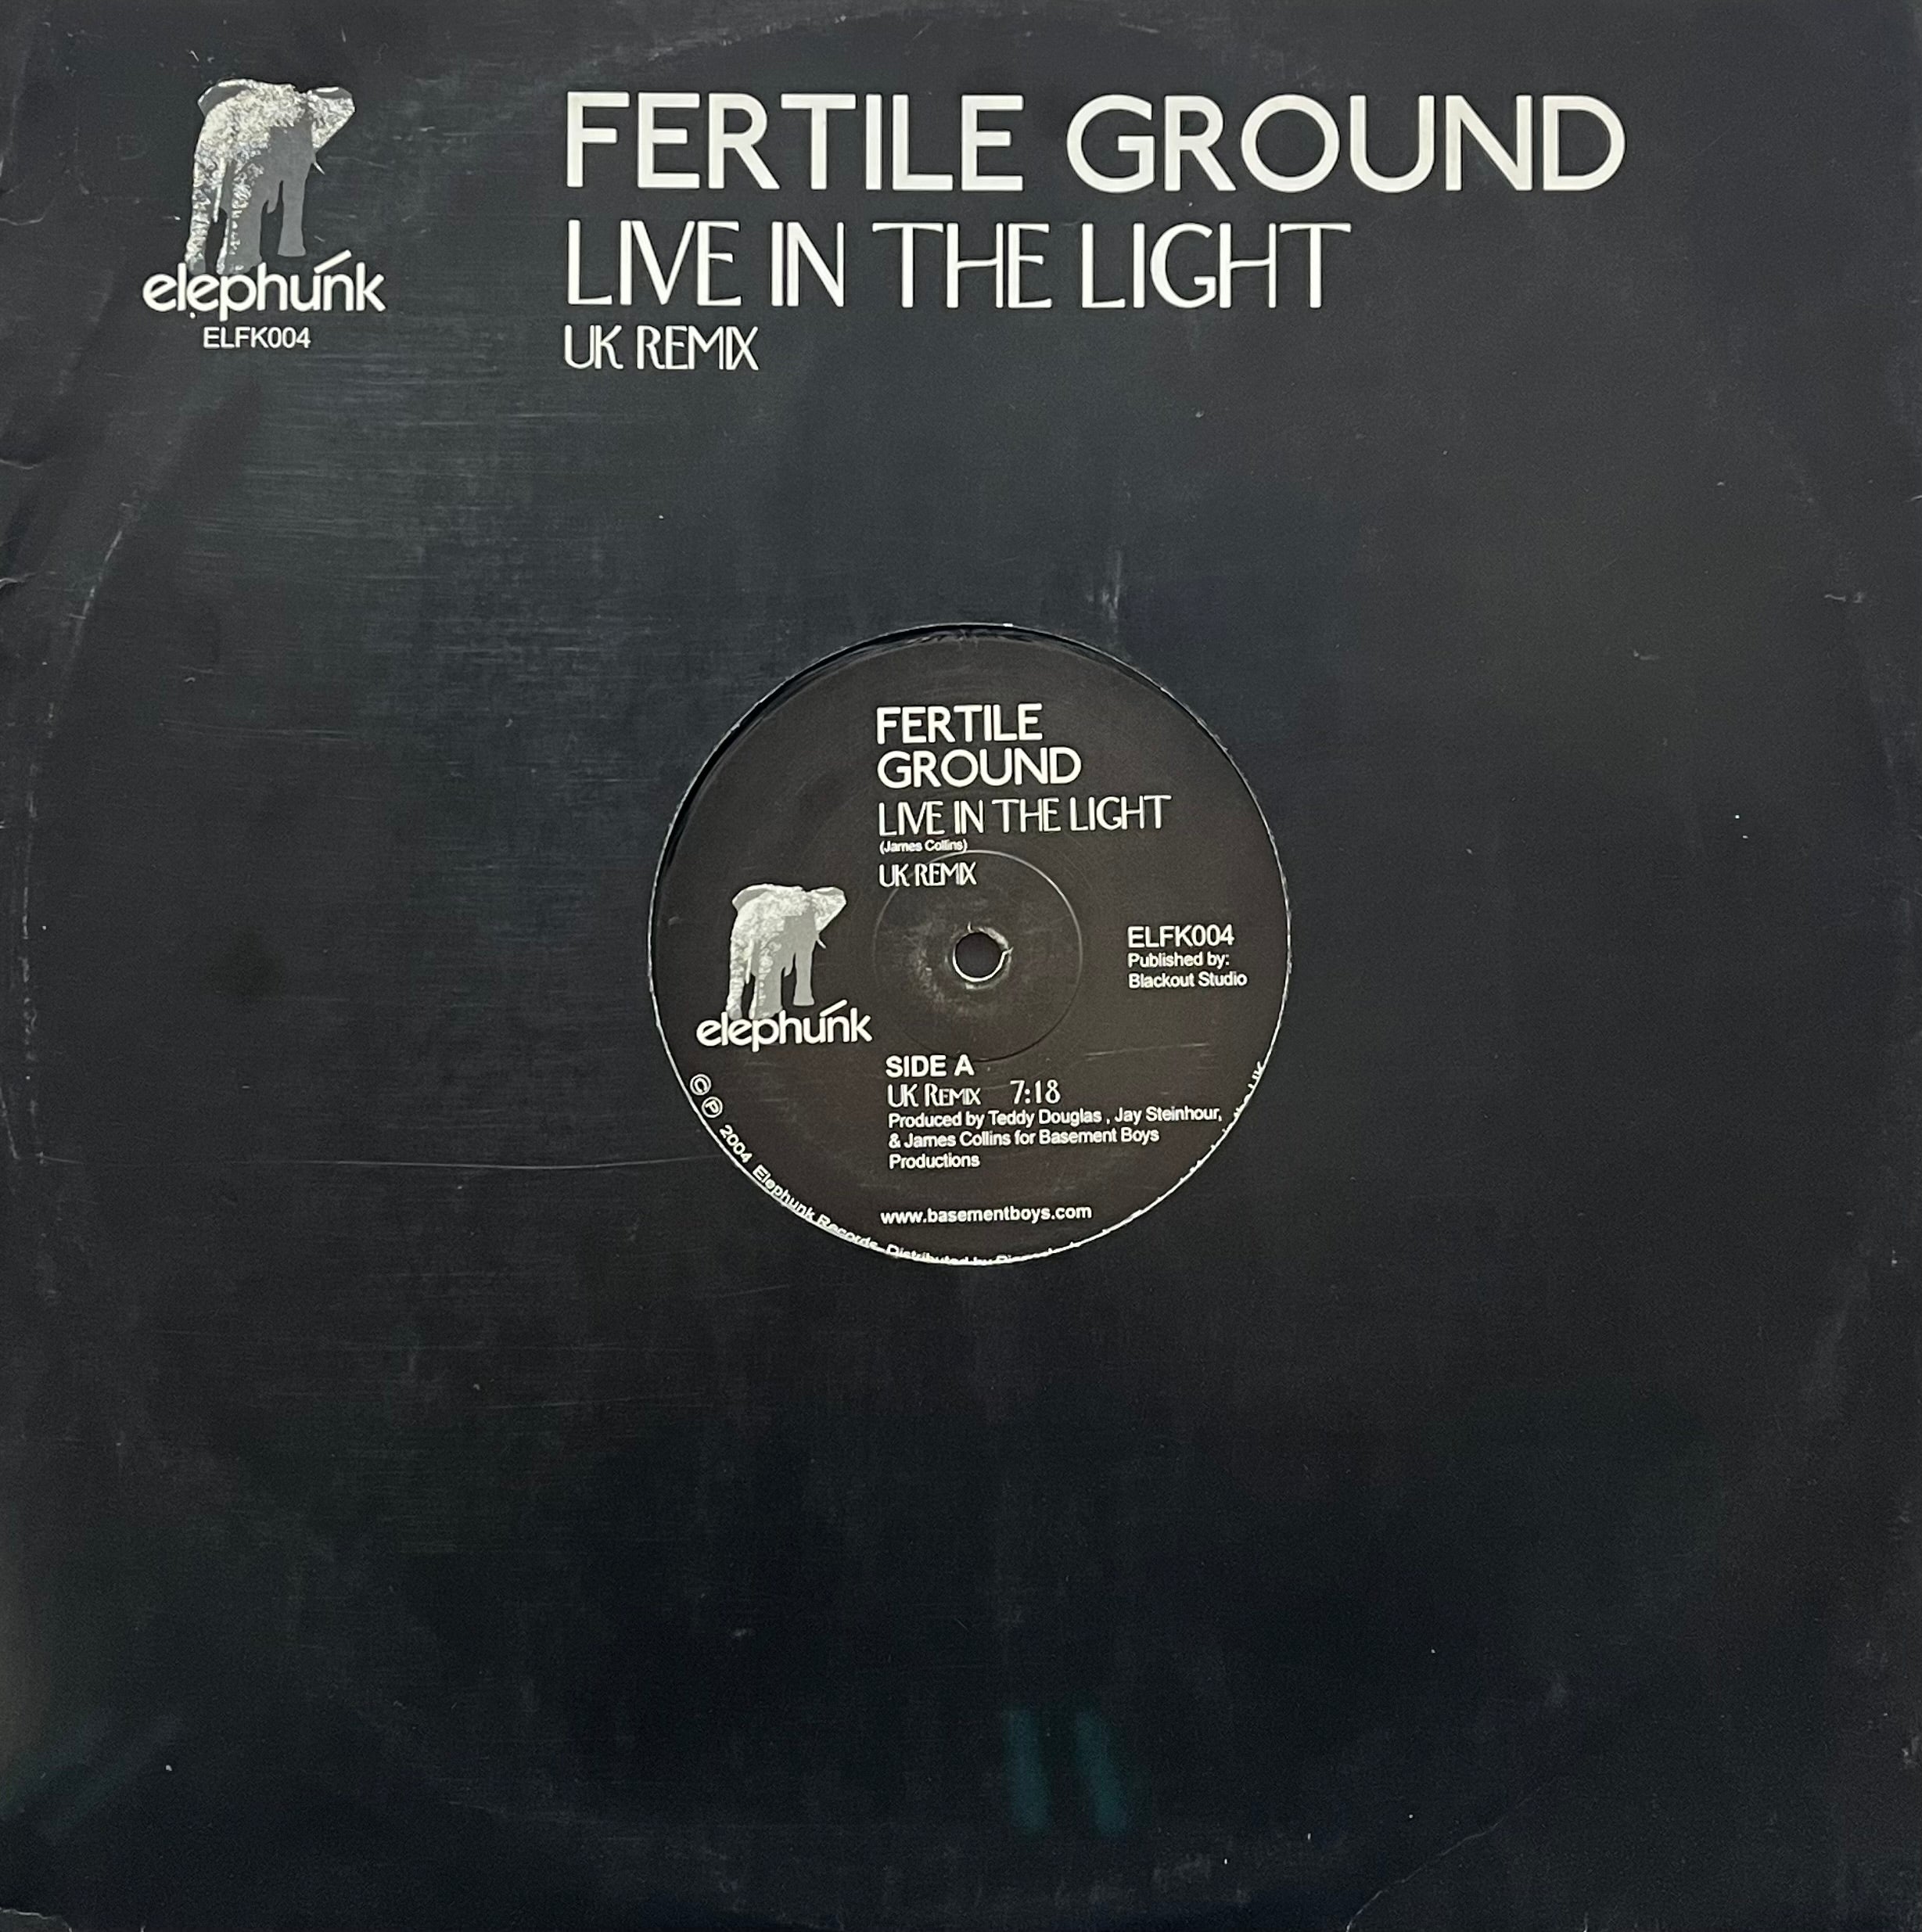 elephunk
ELFK004
FERTILE GROUND
LIVE IN THE LIGHT
UK REMIX
FERTILE
GROUND
LIVE IN THE LIGHT
(James Collins)
UK REMIX
elephunk
ELFK004
Published by:
Blackout Studio
SIDE A
UK REMIX 7:18
Produced by Teddy Douglas , Jay Steinhour,
& James Collins for Basement Boys
Productions
www.basementboys.com
© ℗ 2004 Elephunk Records. Distributed by